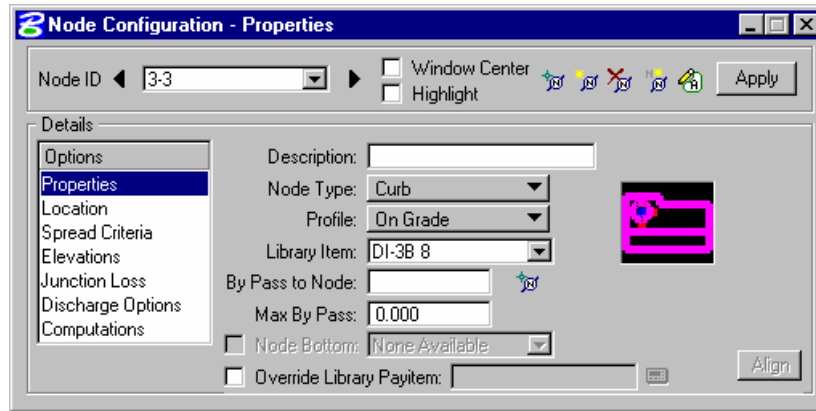 Node Configuration - Properties
Node ID 3-3 Window Center Apply
Highlight
Details
Options
Properties
Location
Spread Criteria
Elevations
Junction Loss
Discharge Options
Computations
Description:
Node Type: Curb
Profile: On Grade
Library Item: DI-3B 8
By Pass to Node:
Max By Pass: 0.000
Node Bottom: None Available
Override Library Payitem:
Align